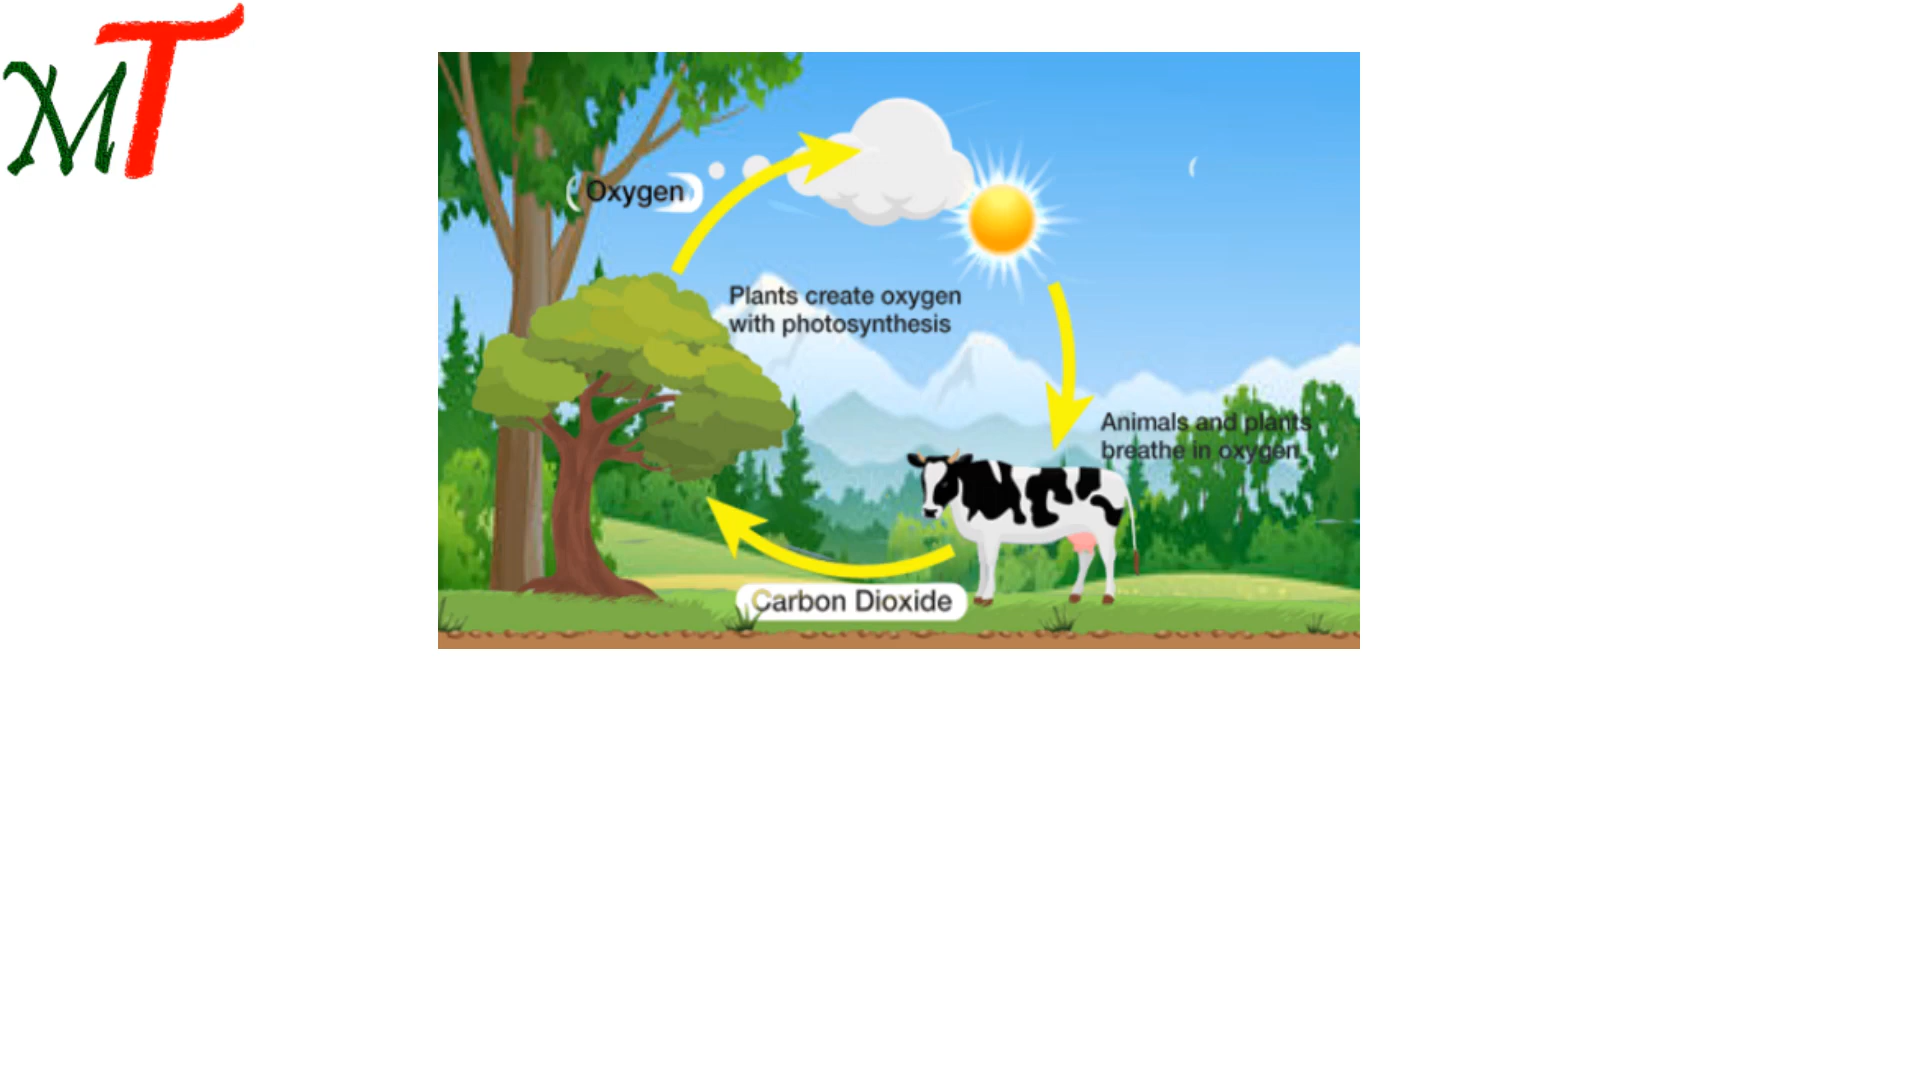 MT
Oxygen
Plants create oxygen
with photosynthesis
Animals and plants
breathe in oxygen
Carbon Dioxide